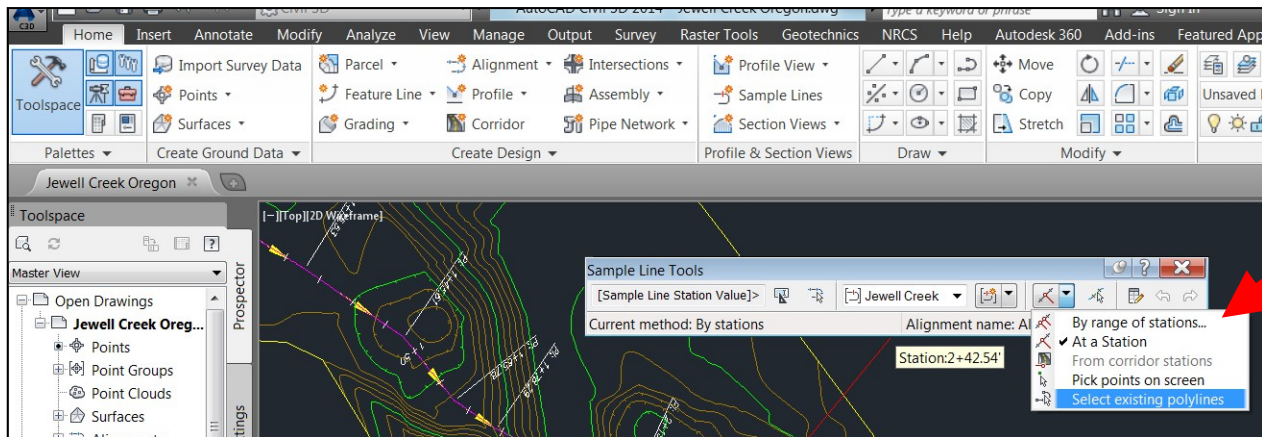 C3D
AutoCAD Civil 3D 2014 Jewell Creek Oregon.dwg Type a keyword or phrase Sign In
Home Insert Annotate Modify Analyze View Manage Output Survey Raster Tools Geotechnics NRCS Help Autodesk 360 Add-ins Featured App
Import Survey Data Parcel Alignment Intersections Profile View Move
Toolspace Points Feature Line Profile Assembly Sample Lines Copy Unsaved
Surfaces Grading Corridor Pipe Network Section Views Stretch
Palettes Create Ground Data Create Design Profile & Section Views Draw Modify
Jewell Creek Oregon
Toolspace
[−][Top][2D Wireframe]
Master View
Prospector
Open Drawings
Jewell Creek Oreg...
Points
Point Groups
Point Clouds
Surfaces
Alignments
ttings
1+50
Sample Line Tools
[Sample Line Station Value]> Jewell Creek
Current method: By stations Alignment name: Al
Station:2+42.54'
By range of stations...
At a Station
From corridor stations
Pick points on screen
Select existing polylines